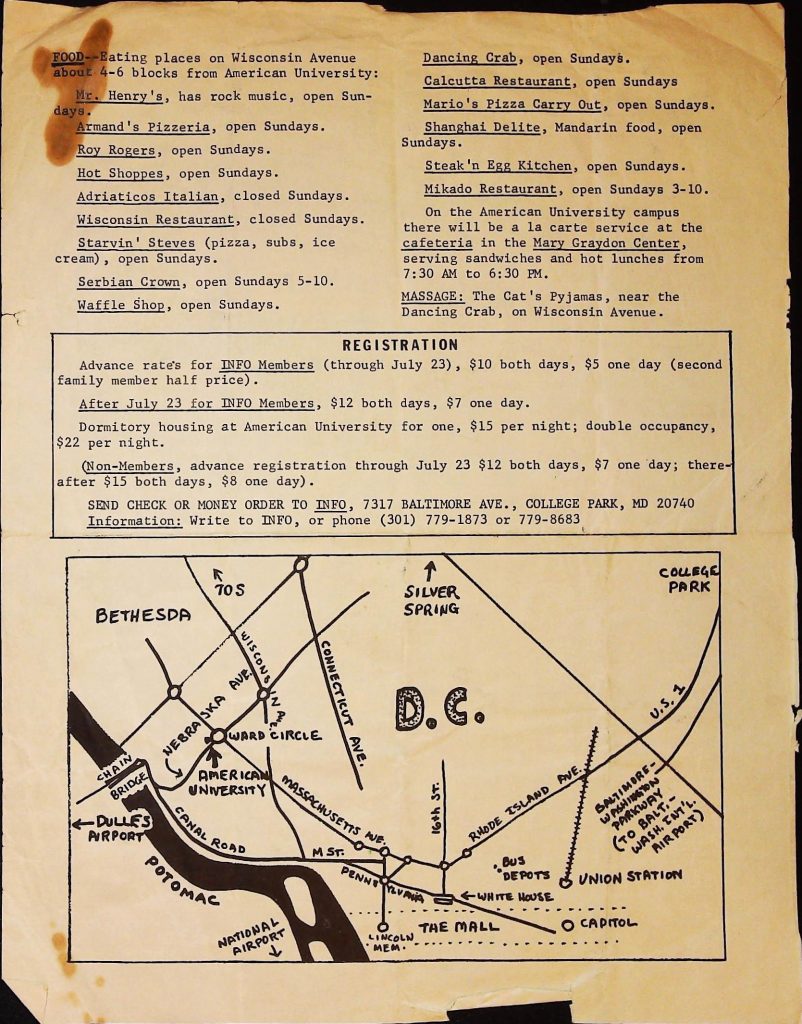 FOOD--Eating places on Wisconsin Avenue
about 4-6 blocks from American University:
Mr. Henry's, has rock music, open Sun-
days.
Armand's Pizzeria, open Sundays.
Roy Rogers, open Sundays.
Hot Shoppes, open Sundays.
Adriaticos Italian, closed Sundays.
Wisconsin Restaurant, closed Sundays.
Starvin' Steves (pizza, subs, ice
cream), open Sundays.
Serbian Crown, open Sundays 5-10.
Waffle Shop, open Sundays.
Dancing Crab, open Sundays.
Calcutta Restaurant, open Sundays
Mario's Pizza Carry Out, open Sundays.
Shanghai Delite, Mandarin food, open
Sundays.
Steak'n Egg Kitchen, open Sundays.
Mikado Restaurant, open Sundays 3-10.
On the American University campus
there will be a la carte service at the
cafeteria in the Mary Graydon Center,
serving sandwiches and hot lunches from
7:30 AM to 6:30 PM.
MASSAGE: The Cat's Pyjamas, near the
Dancing Crab, on Wisconsin Avenue.
REGISTRATION
Advance rates for INFO Members (through July 23), $10 both days, $5 one day (second
family member half price).
After July 23 for INFO Members, $12 both days, $7 one day.
Dormitory housing at American University for one, $15 per night; double occupancy,
$22 per night.
(Non-Members, advance registration through July 23 $12 both days, $7 one day; there-
after $15 both days, $8 one day).
SEND CHECK OR MONEY ORDER TO INFO, 7317 BALTIMORE AVE., COLLEGE PARK, MD 20740
Information: Write to INFO, or phone (301) 779-1873 or 779-8683
COLLEGE
PARK
70S
SILVER
SPRING
BETHESDA
WISCONSIN AVE.
CONNECTICUT AVE.
NEBRASKA AVE.
D.C.
U.S. 1
WARD CIRCLE
CHAIN
BRIDGE
AMERICAN
UNIVERSITY
MASSACHUSETTS AVE.
16th ST.
RHODE ISLAND AVE.
BALTIMORE-
WASHINGTON
PARKWAY
(TO BALT.-
WASH. INT'L.
AIRPORT)
DULLES
AIRPORT
CANAL ROAD
M ST.
POTOMAC
PENNSYLVANIA
BUS
DEPOTS
UNION STATION
WHITE HOUSE
NATIONAL
AIRPORT
LINCOLN
MEM.
THE MALL
CAPITOL